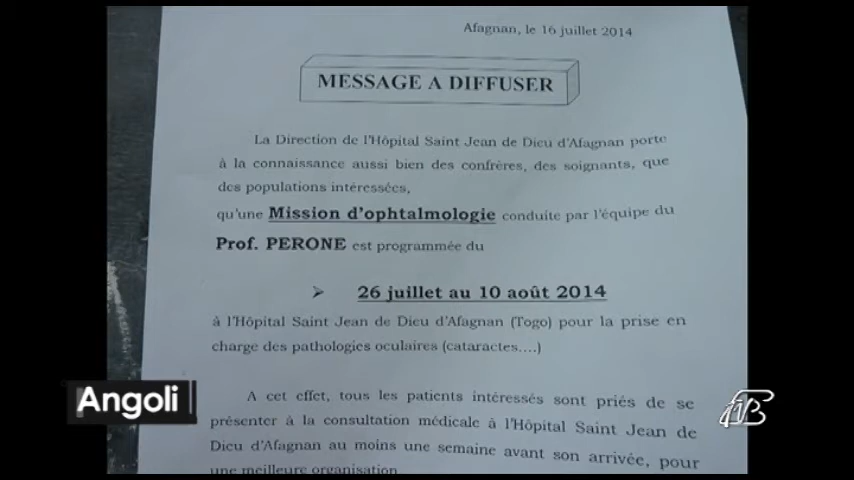 Afagnan, le 16 juillet 2014
MESSAGE A DIFFUSER
La Direction de l'Hôpital Saint Jean de Dieu d'Afagnan porte
à la connaissance aussi bien des confrères, des soignants, que
des populations intéressées,
qu'une Mission d'ophtalmologie conduite par l'équipe du
Prof. PERONE est programmée du
➢ 26 juillet au 10 août 2014
à l'Hôpital Saint Jean de Dieu d'Afagnan (Togo) pour la prise en
charge des pathologies oculaires (cataractes....)
A cet effet, tous les patients intéressés sont priés de se
présenter à la consultation médicale à l'Hôpital Saint Jean de
Dieu d'Afagnan au moins une semaine avant son arrivée, pour
une meilleure organisation
Angoli